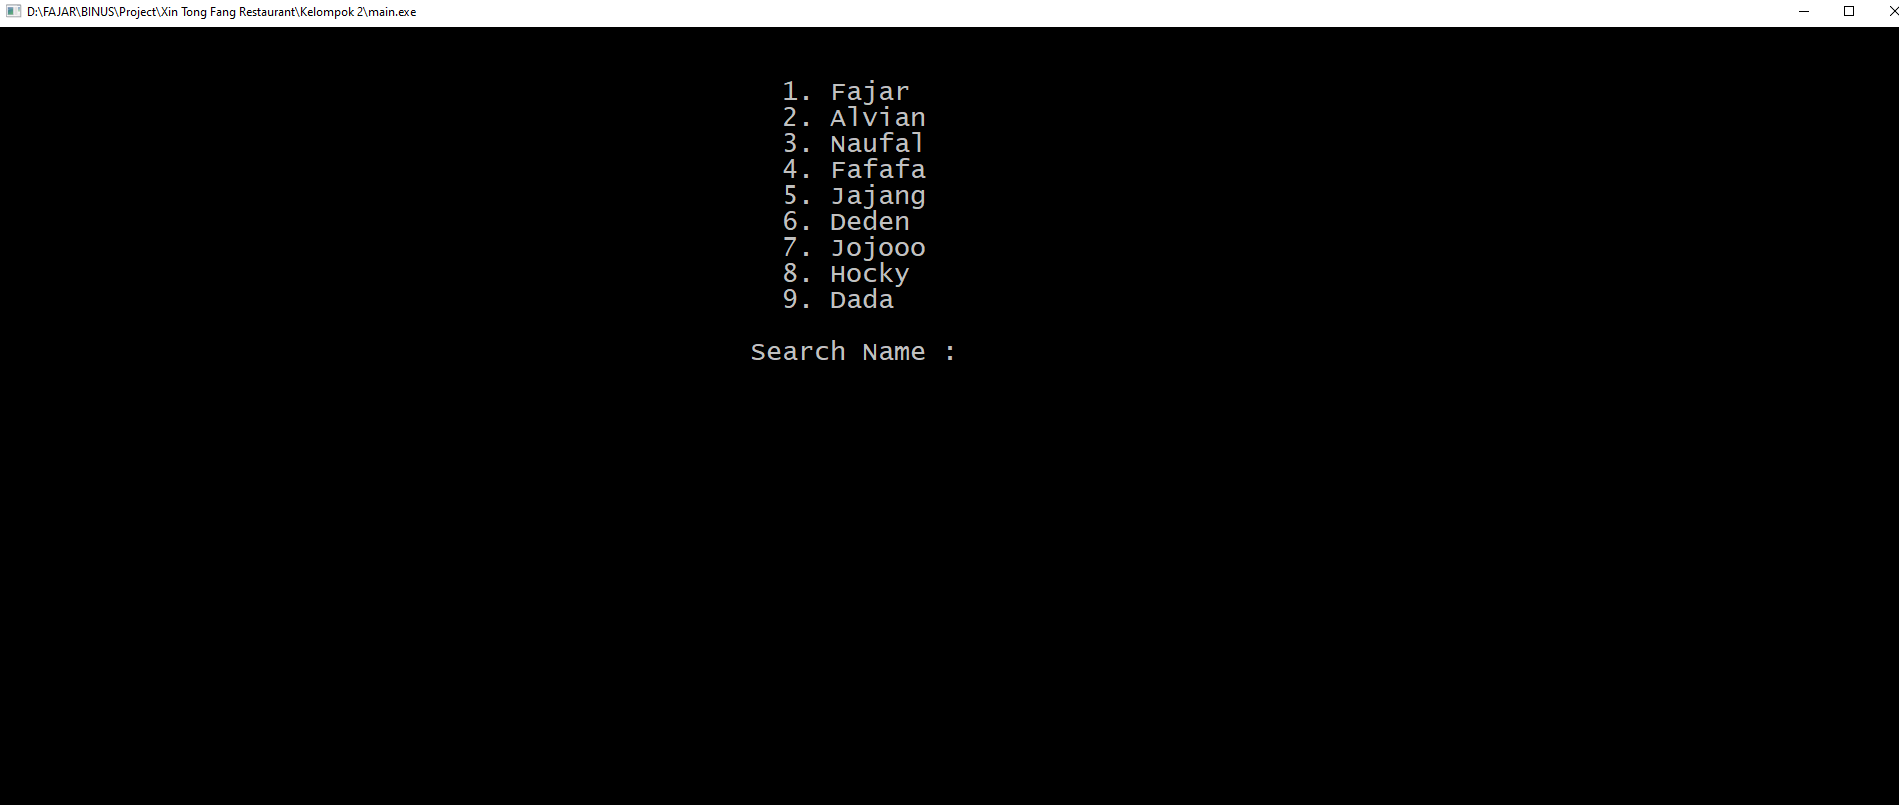 D:\FAJAR\BINUS\Project\Xin Tong Fang Restaurant\Kelompok 2\main.exe
1. Fajar
2. Alvian
3. Naufal
4. Fafafa
5. Jajang
6. Deden
7. Jojooo
8. Hocky
9. Dada
Search Name :